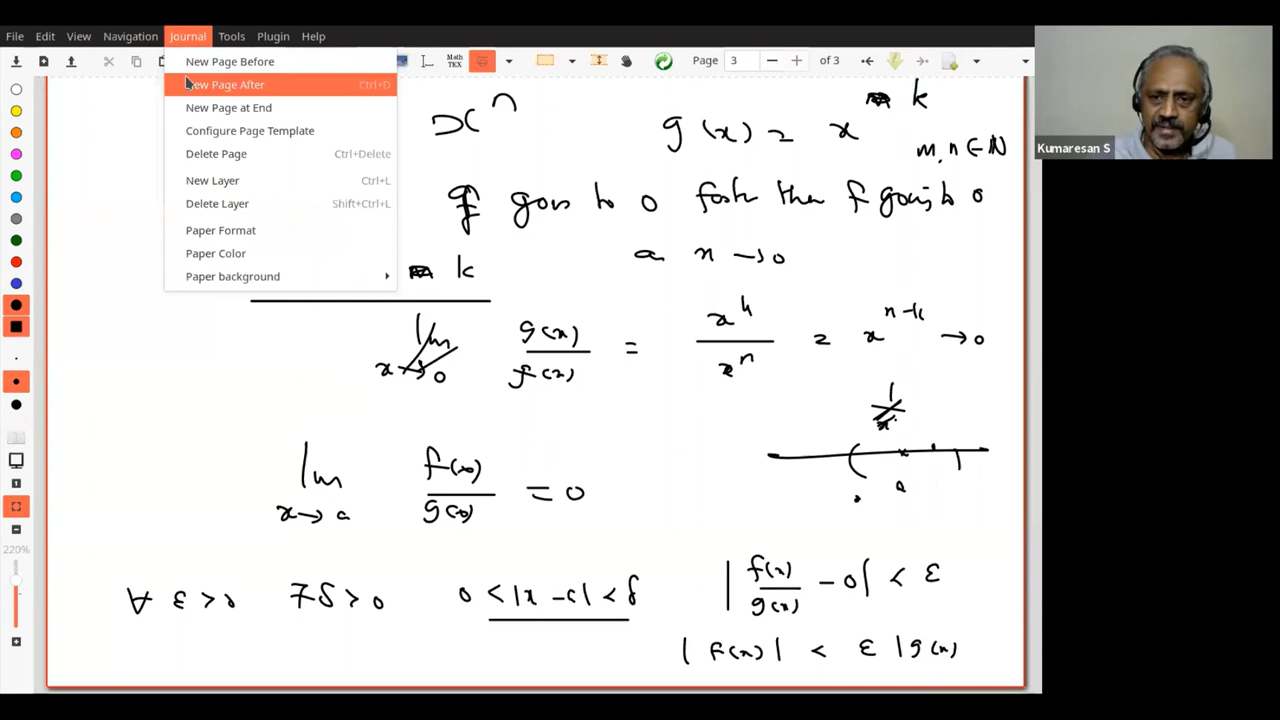 File Edit View Navigation Journal Tools Plugin Help
New Page Before
New Page After Ctrl+D
New Page at End
Configure Page Template
Delete Page Ctrl+Delete
New Layer Ctrl+L
Delete Layer Shift+Ctrl+L
Paper Format
Paper Color
Paper background
Math TEX
Page 3 of 3
Kumaresan S
220%
x^n g(x) = x^k
m, n ∈ ℕ
goes to 0 faster than f goes to 0
as x → 0
k
lim x→0 g(x)/f(x) = x^k/x^n = x^{n-k} → 0
1/x
a
lim x→a f(x)/g(x) = 0
∀ ε > 0 ∃ δ > 0 0 < |x - a| < δ | f(x)/g(x) - 0 | < ε
| f(x) | < ε | g(x)